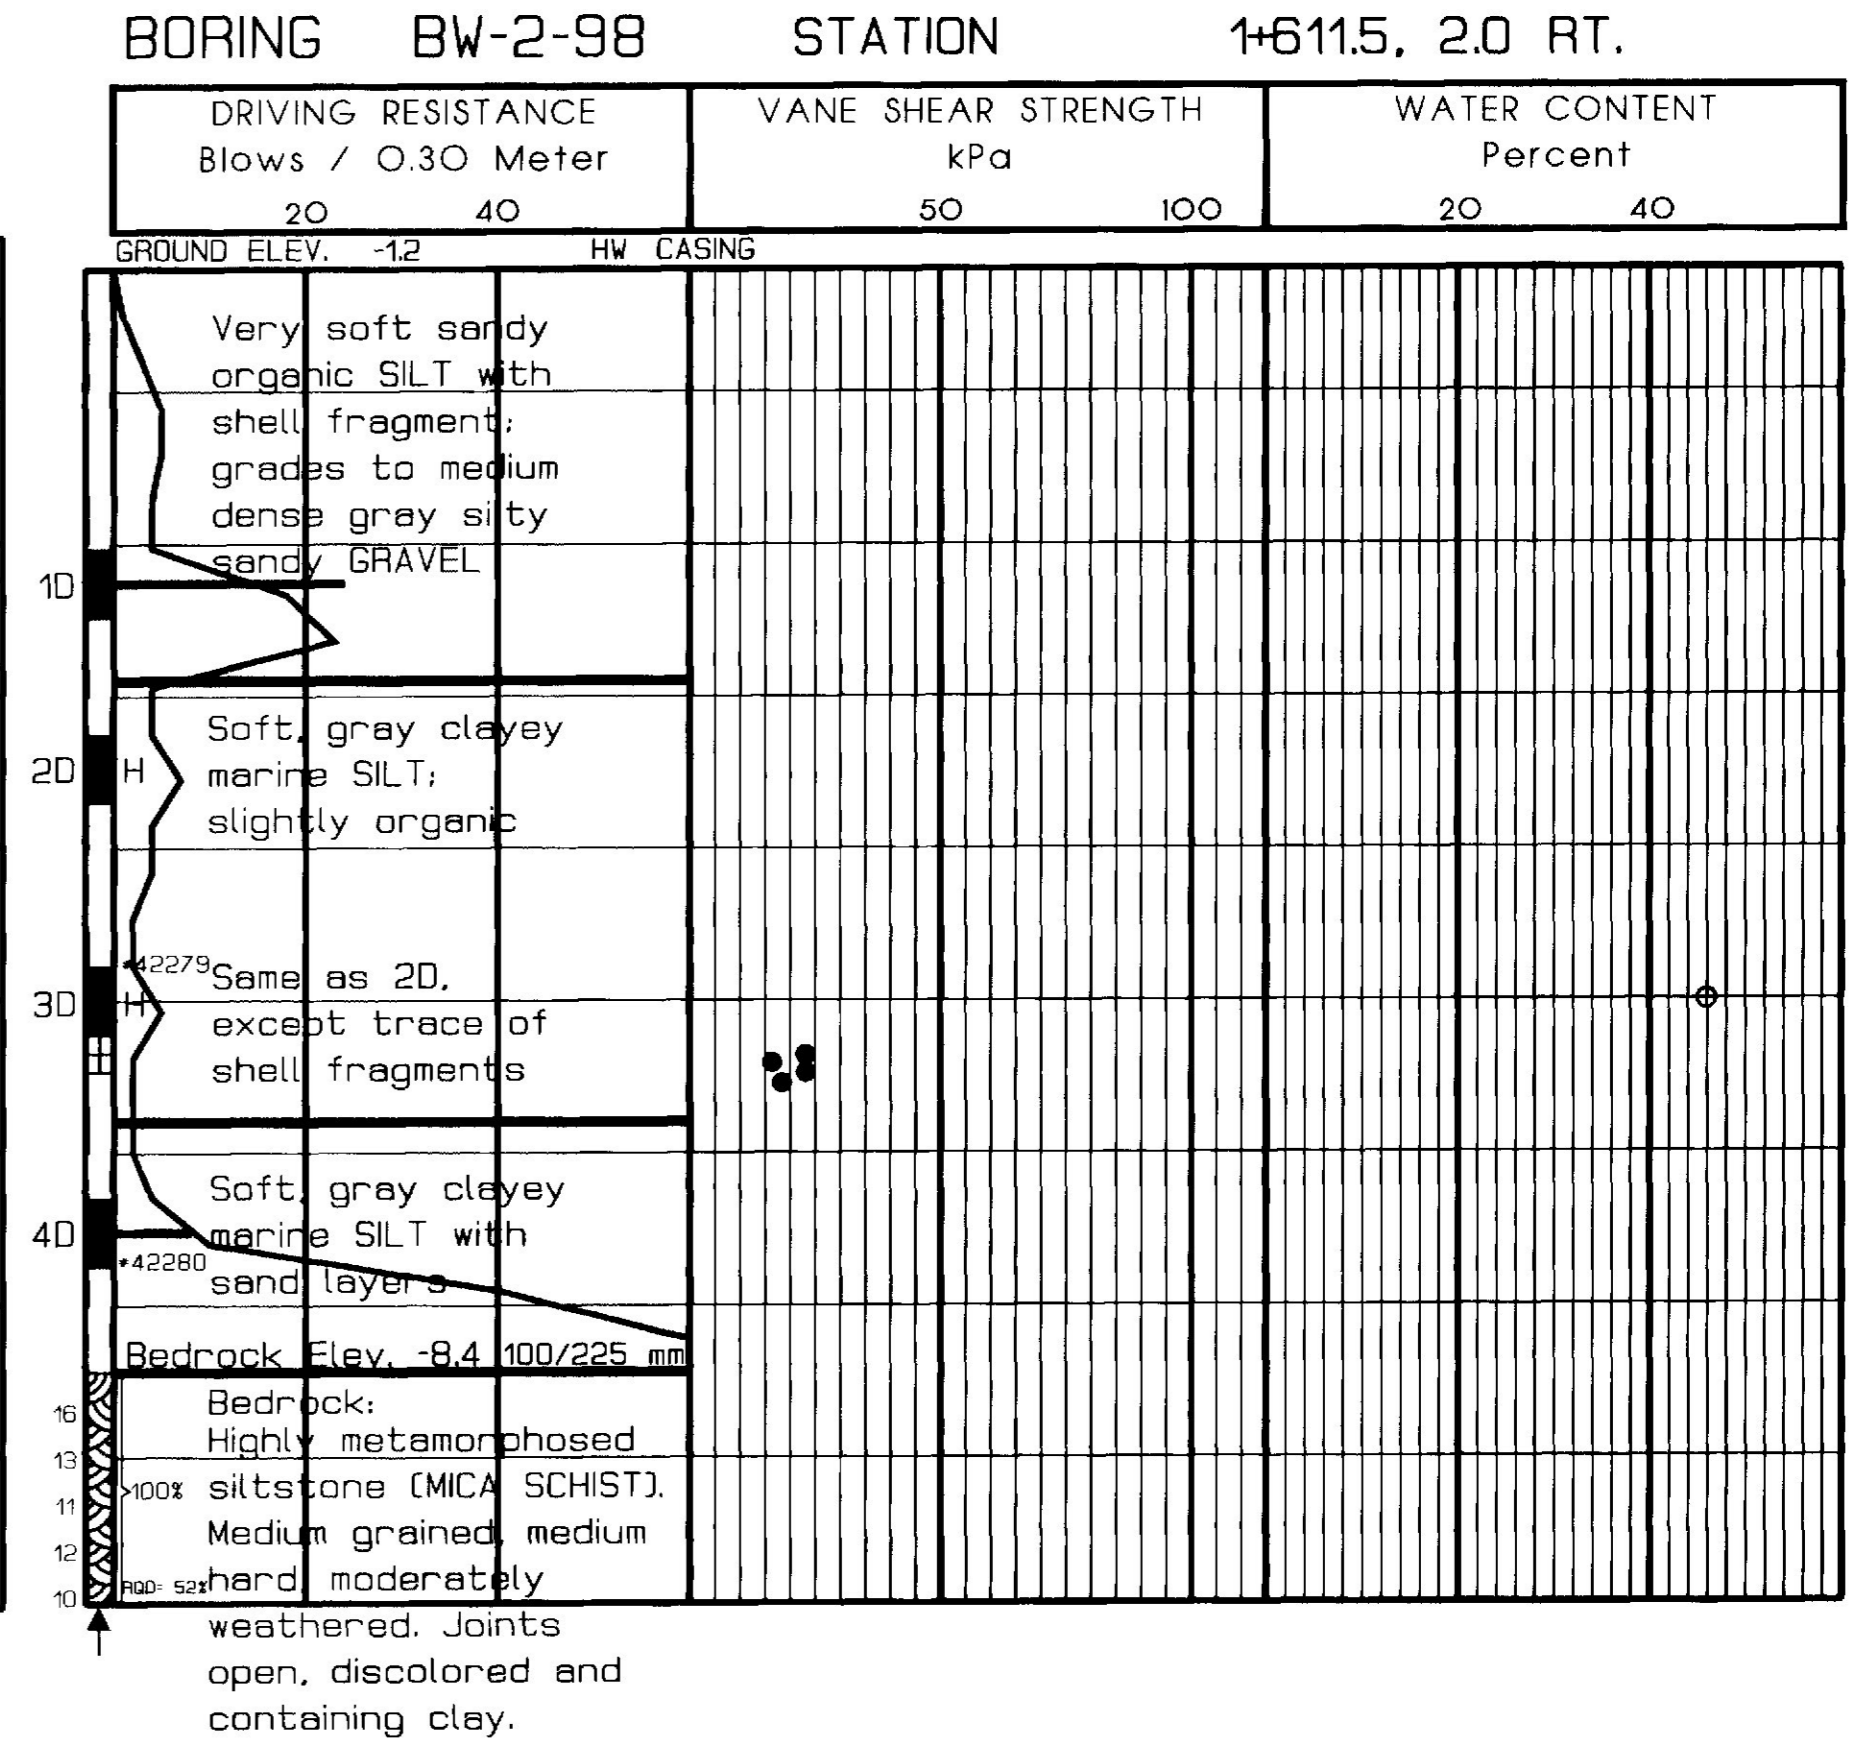 BORING BW-2-98 STATION 1+611.5, 2.0 RT.
DRIVING RESISTANCE
Blows / 0.30 Meter
20 40
VANE SHEAR STRENGTH
kPa
50 100
WATER CONTENT
Percent
20 40
GROUND ELEV. -1.2 HW CASING
Very soft sandy
organic SILT with
shell fragment;
grades to medium
dense gray silty
sandy GRAVEL
1D
Soft, gray clayey
2D H marine SILT;
slightly organic
*42279 Same as 2D,
3D H
except trace of
shell fragments
Soft, gray clayey
4D marine SILT with
*42280 sand layers
Bedrock Elev. -8.4 100/225 mm
Bedrock:
16
Highly metamorphosed
13
100% siltstone (MICA SCHIST).
11
Medium grained, medium
12
RQD= 52% hard, moderately
10
weathered. Joints
open, discolored and
containing clay.